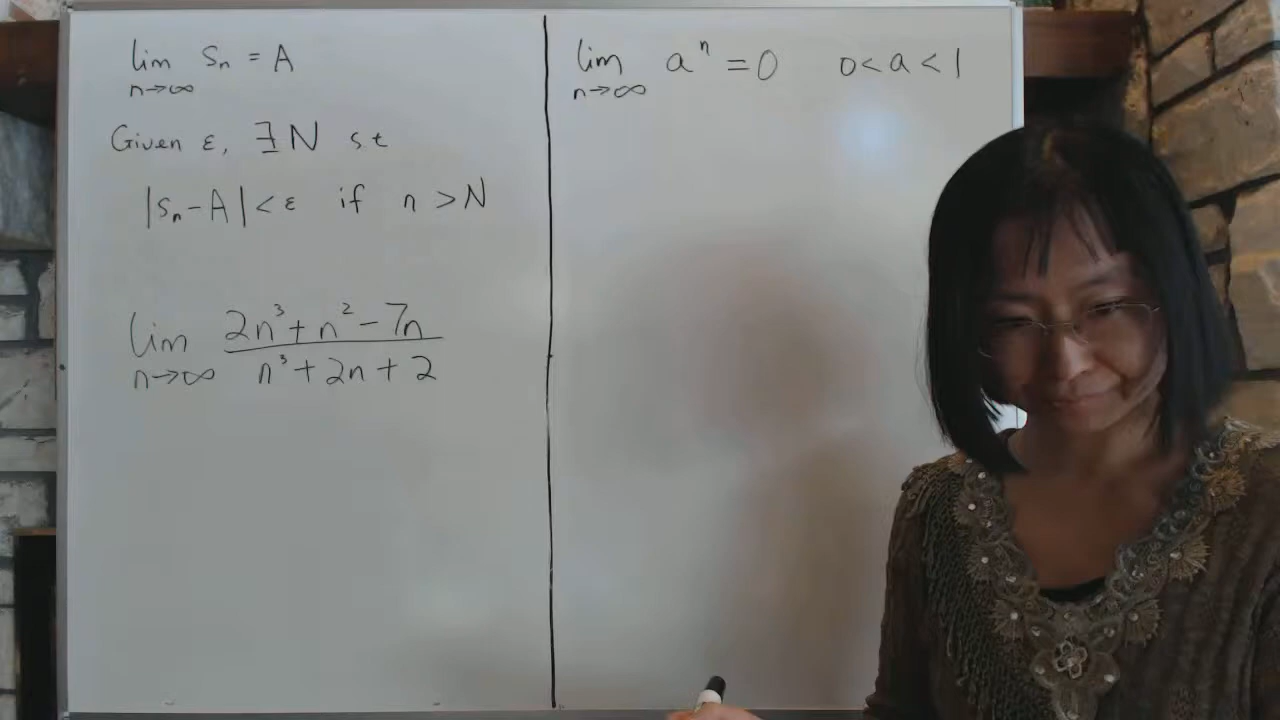 lim sₙ = A
n→∞
Given ε, ∃ N st
|sₙ - A| < ε if n > N
lim 2n³ + n² - 7n
n→∞ n³ + 2n + 2
lim aⁿ = 0 0 < a < 1
n→∞